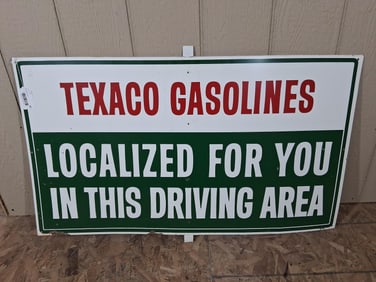 TEXACO GASOLINES
LOCALIZED FOR YOU
IN THIS DRIVING AREA